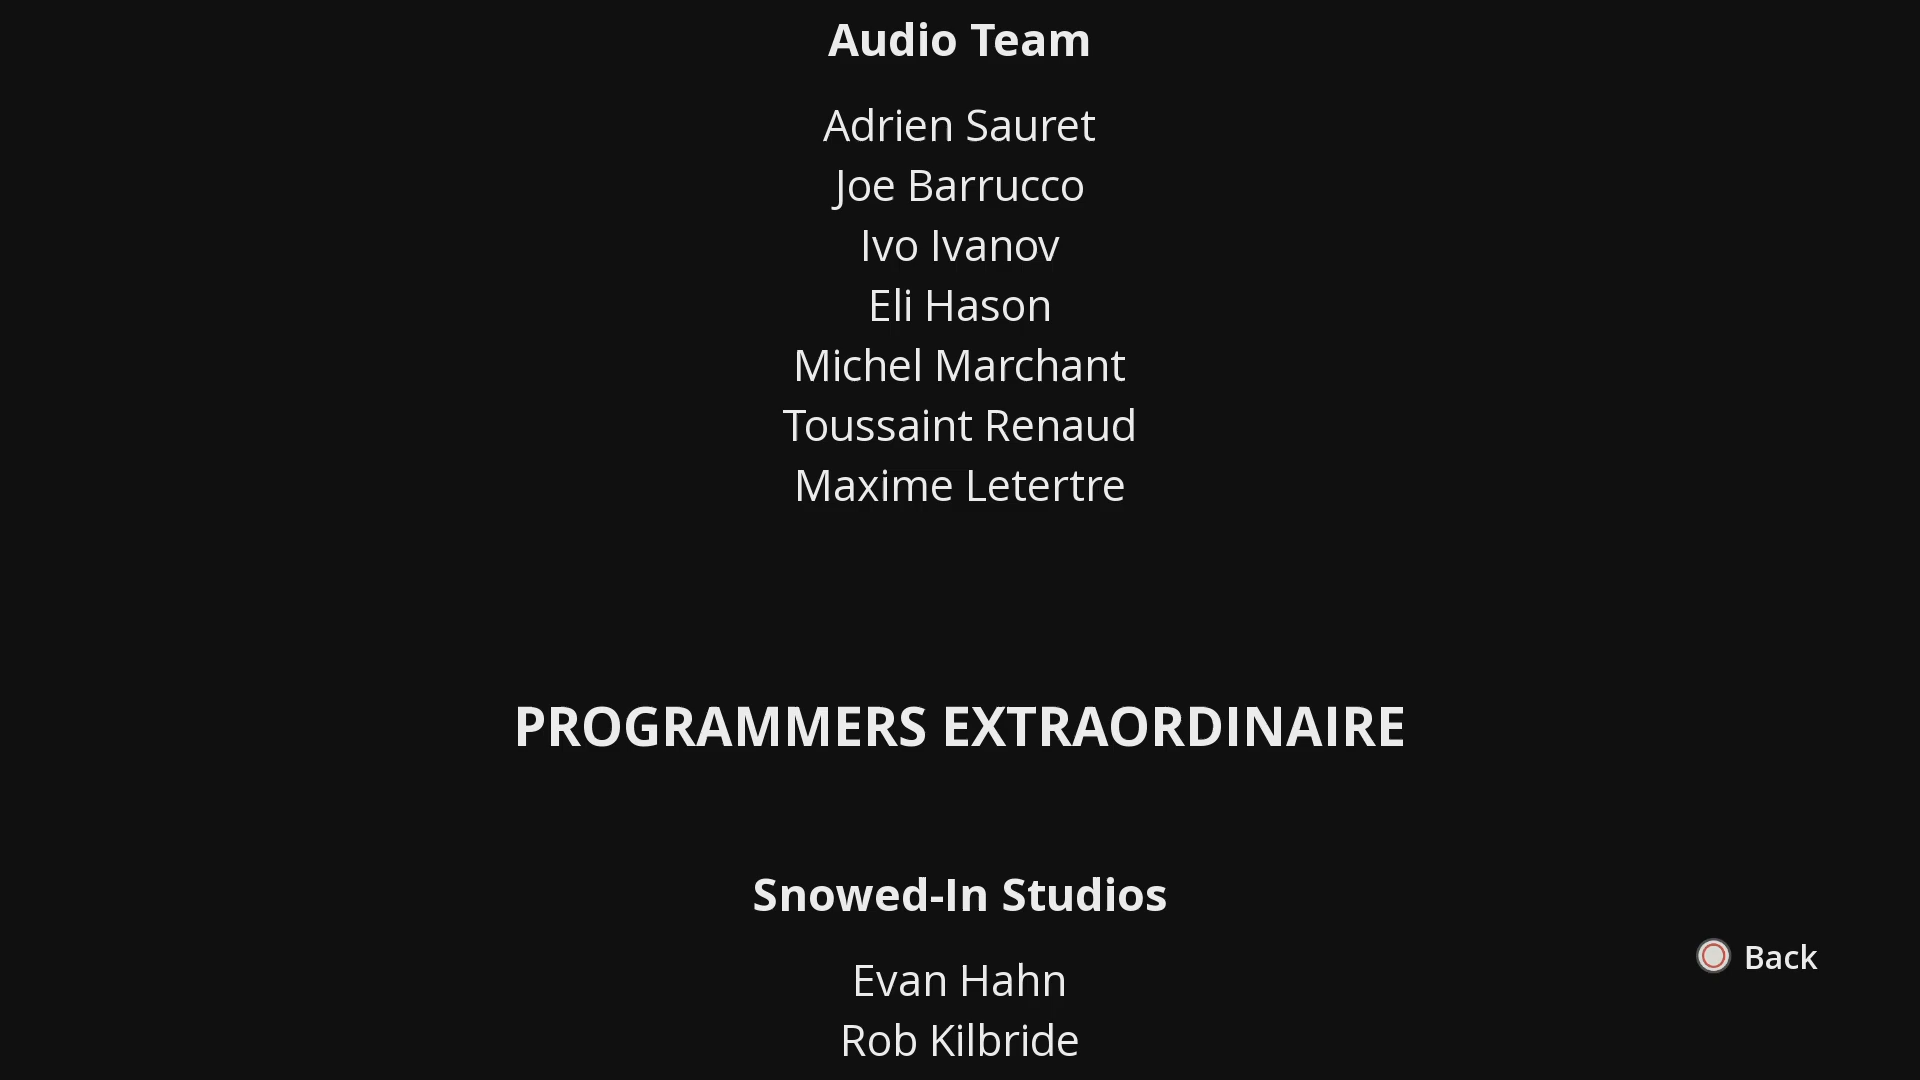 Audio Team
Adrien Sauret
Joe Barrucco
Ivo Ivanov
Eli Hason
Michel Marchant
Toussaint Renaud
Maxime Letertre
PROGRAMMERS EXTRAORDINAIRE
Snowed-In Studios
Evan Hahn
Back
Rob Kilbride